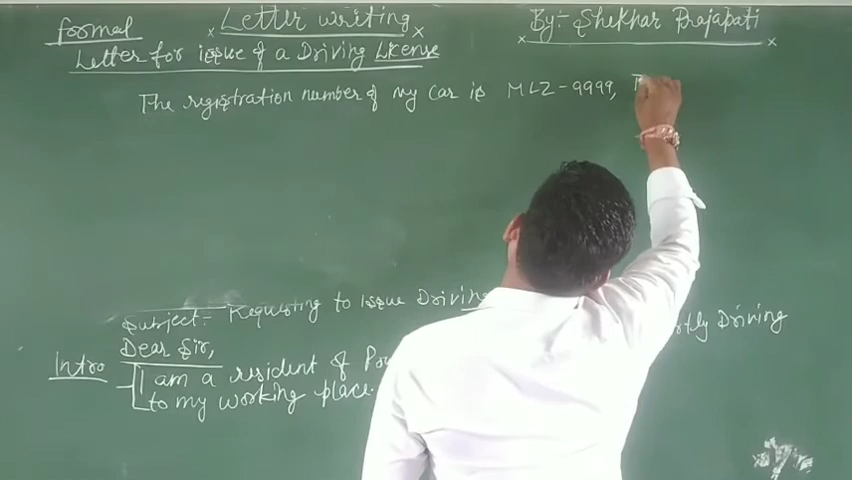 Formal
Letter writing
By:- Shekhar Prajapati
Letter for issue of a Driving License
The registration number of my car is MLZ-9999,
Subject:- Requesting to Issue Driving
Dear Sir,
Intro
I am a resident of
Driving
to my working place.